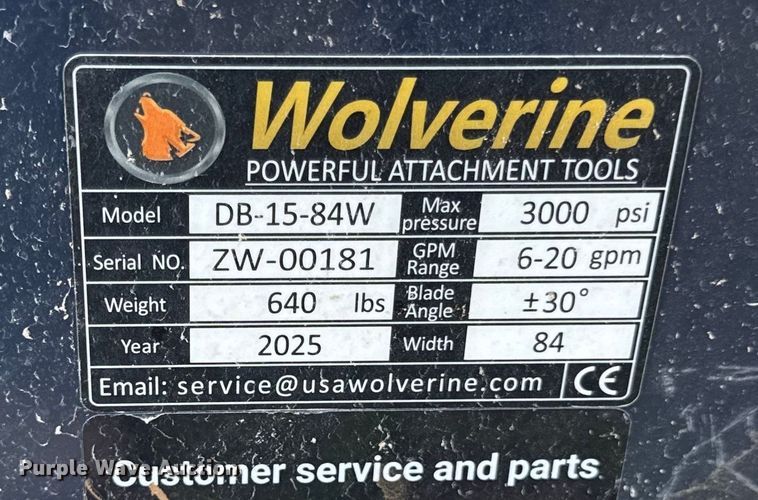 Wolverine
POWERFUL ATTACHMENT TOOLS
Model DB-15-84W Max pressure 3000 psi
Serial NO. ZW-00181 GPM Range 6-20 gpm
Weight 640 lbs Blade Angle ±30°
Year 2025 Width 84
Email: service@usawolverine.com CE
Customer service and parts
Purple Wave Auction